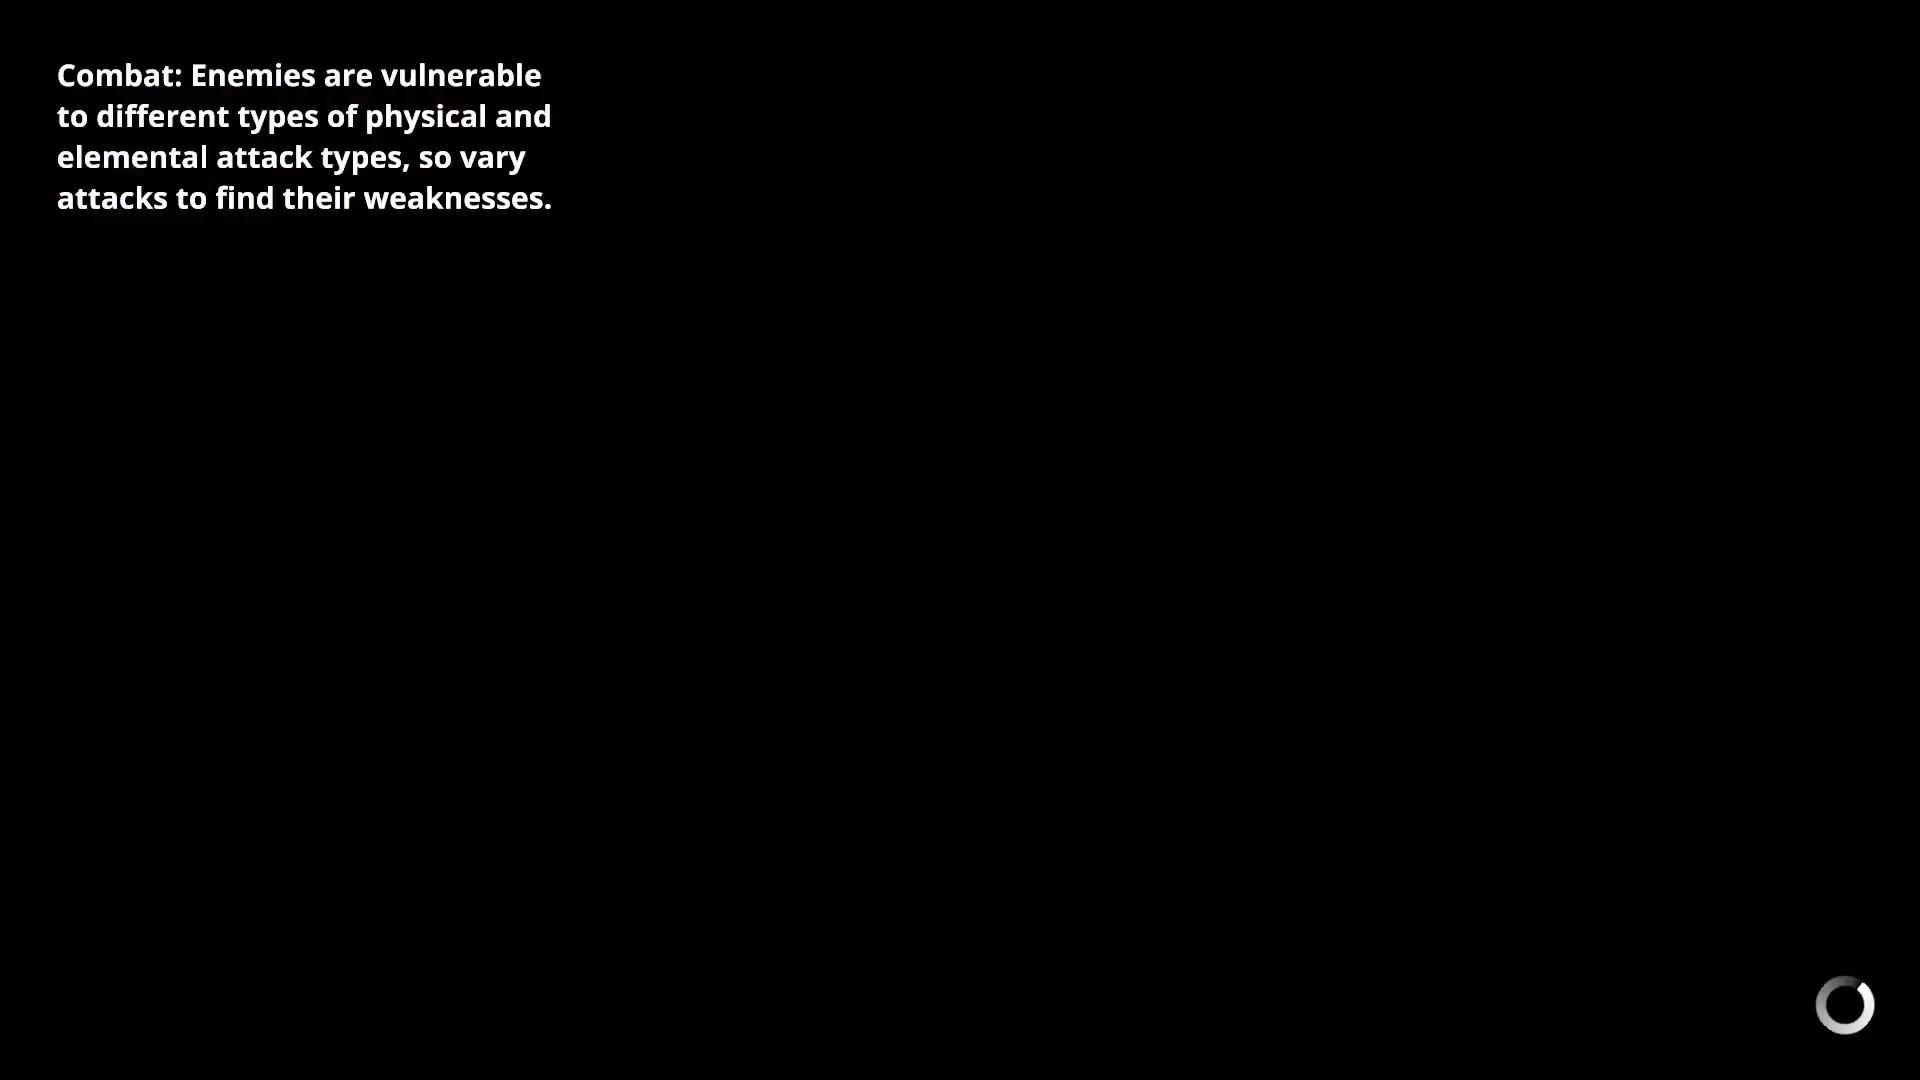 Combat: Enemies are vulnerable
to different types of physical and
elemental attack types, so vary
attacks to find their weaknesses.